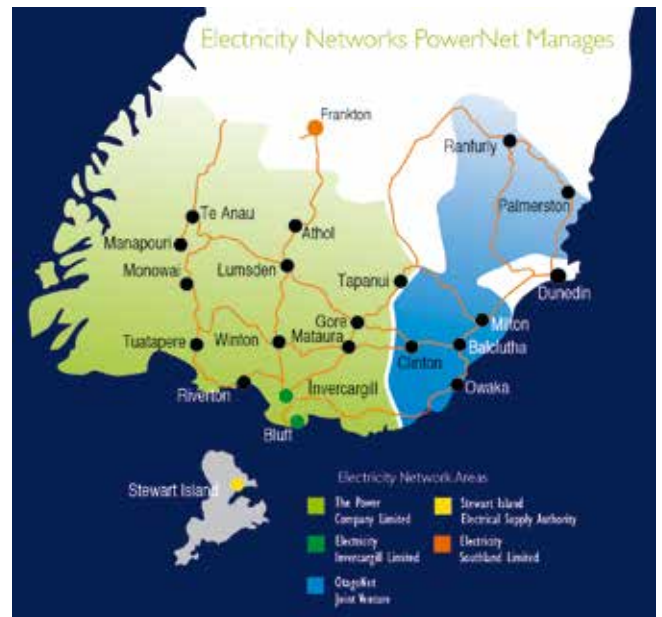 Electricity Networks PowerNet Manages
Frankton
Ranfurly
Palmerston
Te Anau
Athol
Manapouri
Lumsden
Monowai
Tapanui
Dunedin
Gore
Milton
Tuatapere
Winton
Mataura
Clinton
Balclutha
Riverton
Invercargill
Owaka
Bluff
Stewart Island
Electricity Network Areas
The Power
Company Limited
Stewart Island
Electrical Supply Authority
Electricity
Invercargill Limited
Electricity
Southland Limited
OtagoNet
Joint Venture